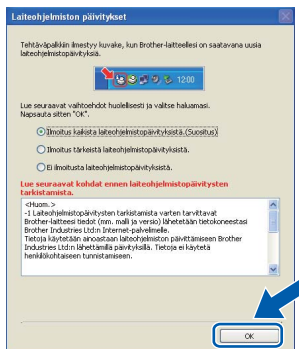 Laiteohjelmiston päivitykset
Tehtäväpalkkiin ilmestyy kuvake, kun Brother-laitteellesi on saatavana uusia
laiteohjelmistopäivityksiä.
12:00
Lue seuraavat vaihtoehdot huolellisesti ja valitse haluamasi.
Napsauta sitten "OK".
Ilmoitus kaikista laiteohjelmistopäivityksistä.(Suositus)
Ilmoitus tärkeistä laiteohjelmistopäivityksistä.
Ei ilmoitusta laiteohjelmistopäivityksistä.
Lue seuraavat kohdat ennen laiteohjelmistopäivitysten
tarkistamista.
<Huom.>
-1 Laiteohjelmistopäivitysten tarkistamista varten tarvittavat
Brother-laitteesi tiedot (mm. malli ja versio) lähetetään tietokoneestasi
Brother Industries Ltd:n Internet-palvelimelle.
Tietoja käytetään ainoastaan laiteohjelmiston päivittämiseen Brother
Industries Ltd:n lähettämillä päivityksillä. Tietoja ei käytetä
henkilökohtaiseen tunnistamiseen.
OK